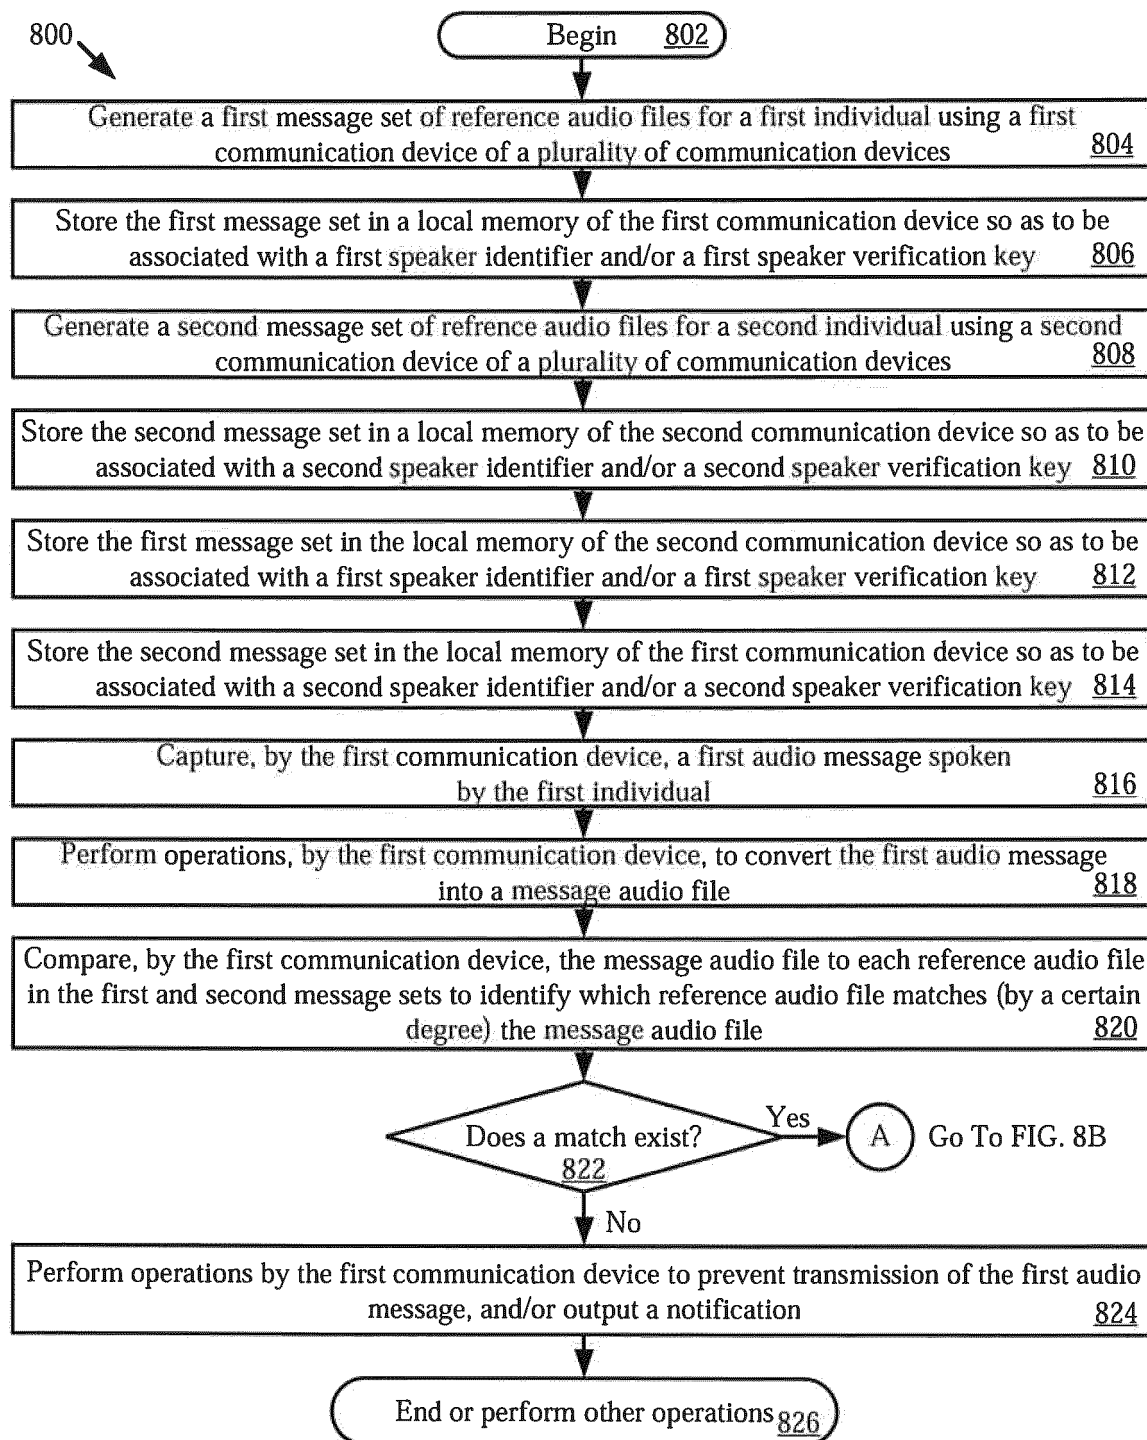 800
Begin 802
Generate a first message set of reference audio files for a first individual using a first
communication device of a plurality of communication devices 804
Store the first message set in a local memory of the first communication device so as to be
associated with a first speaker identifier and/or a first speaker verification key 806
Generate a second message set of refrence audio files for a second individual using a second
communication device of a plurality of communication devices 808
Store the second message set in a local memory of the second communication device so as to be
associated with a second speaker identifier and/or a second speaker verification key 810
Store the first message set in the local memory of the second communication device so as to be
associated with a first speaker identifier and/or a first speaker verification key 812
Store the second message set in the local memory of the first communication device so as to be
associated with a second speaker identifier and/or a second speaker verification key 814
Capture, by the first communication device, a first audio message spoken
by the first individual 816
Perform operations, by the first communication device, to convert the first audio message
into a message audio file 818
Compare, by the first communication device, the message audio file to each reference audio file
in the first and second message sets to identify which reference audio file matches (by a certain
degree) the message audio file 820
Does a match exist?
822
Yes
A
Go To FIG. 8B
No
Perform operations by the first communication device to prevent transmission of the first audio
message, and/or output a notification 824
End or perform other operations 826